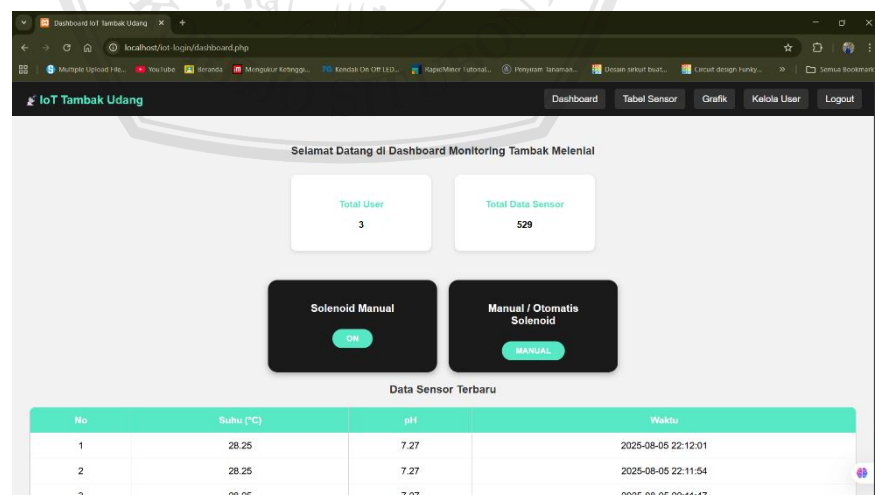 Dashboard IoT Tambak Udang
localhost/iot-login/dashboard.php
Multiple Upload File... YouTube Beranda Mengukur Ketinggi... Kendali On Off LED... RapidMiner Tutorial... Penyiram Tanaman... Desain sirkuit buat... Circuit design Funky... » Semua Bookmark
IoT Tambak Udang Dashboard Tabel Sensor Grafik Kelola User Logout
Selamat Datang di Dashboard Monitoring Tambak Melenial
Total User Total Data Sensor
3 529
Solenoid Manual Manual / Otomatis
Solenoid
ON MANUAL
Data Sensor Terbaru
No Suhu (°C) pH Waktu
1 28.25 7.27 2025-08-05 22:12:01
2 28.25 7.27 2025-08-05 22:11:54